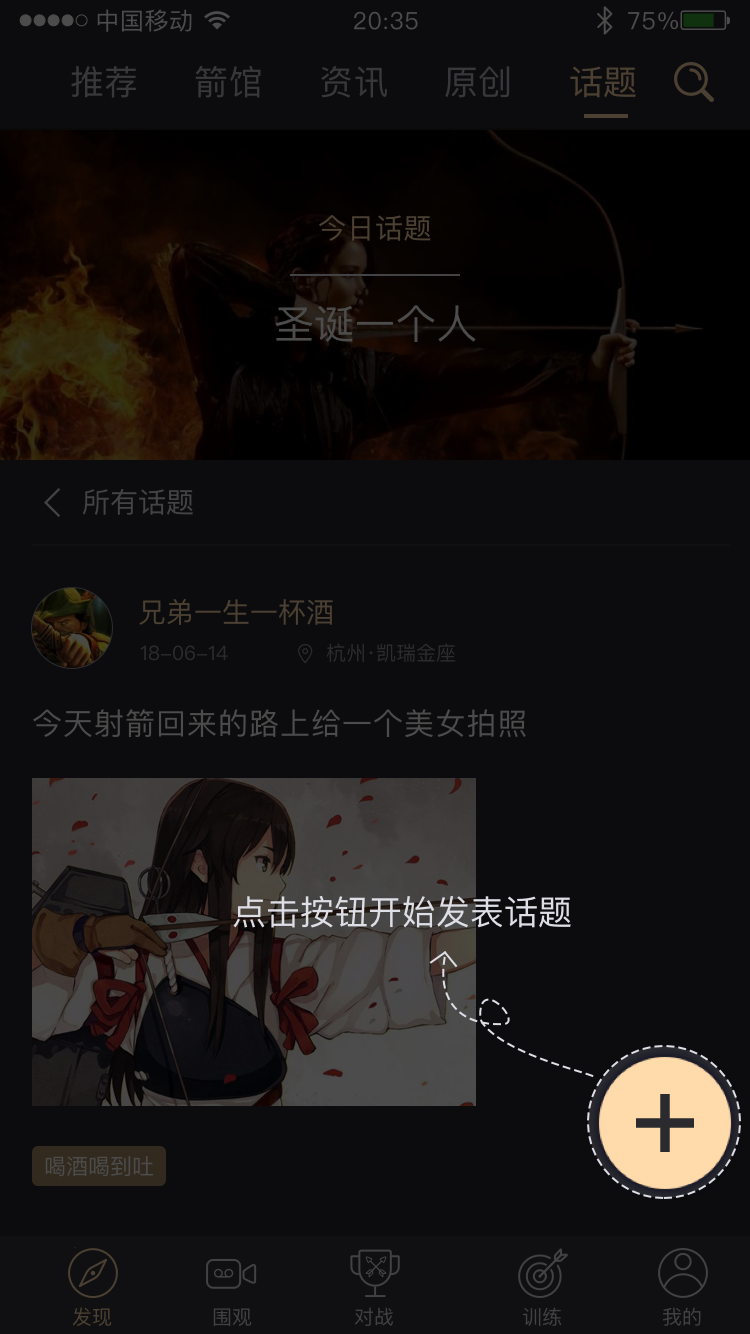 中国移动 20:35 75%
推荐 箭馆 资讯 原创 话题
今日话题
圣诞一个人
所有话题
兄弟一生一杯酒
18-06-14 杭州·凯瑞金座
今天射箭回来的路上给一个美女拍照
点击按钮开始发表话题
喝酒喝到吐
发现 围观 对战 训练 我的